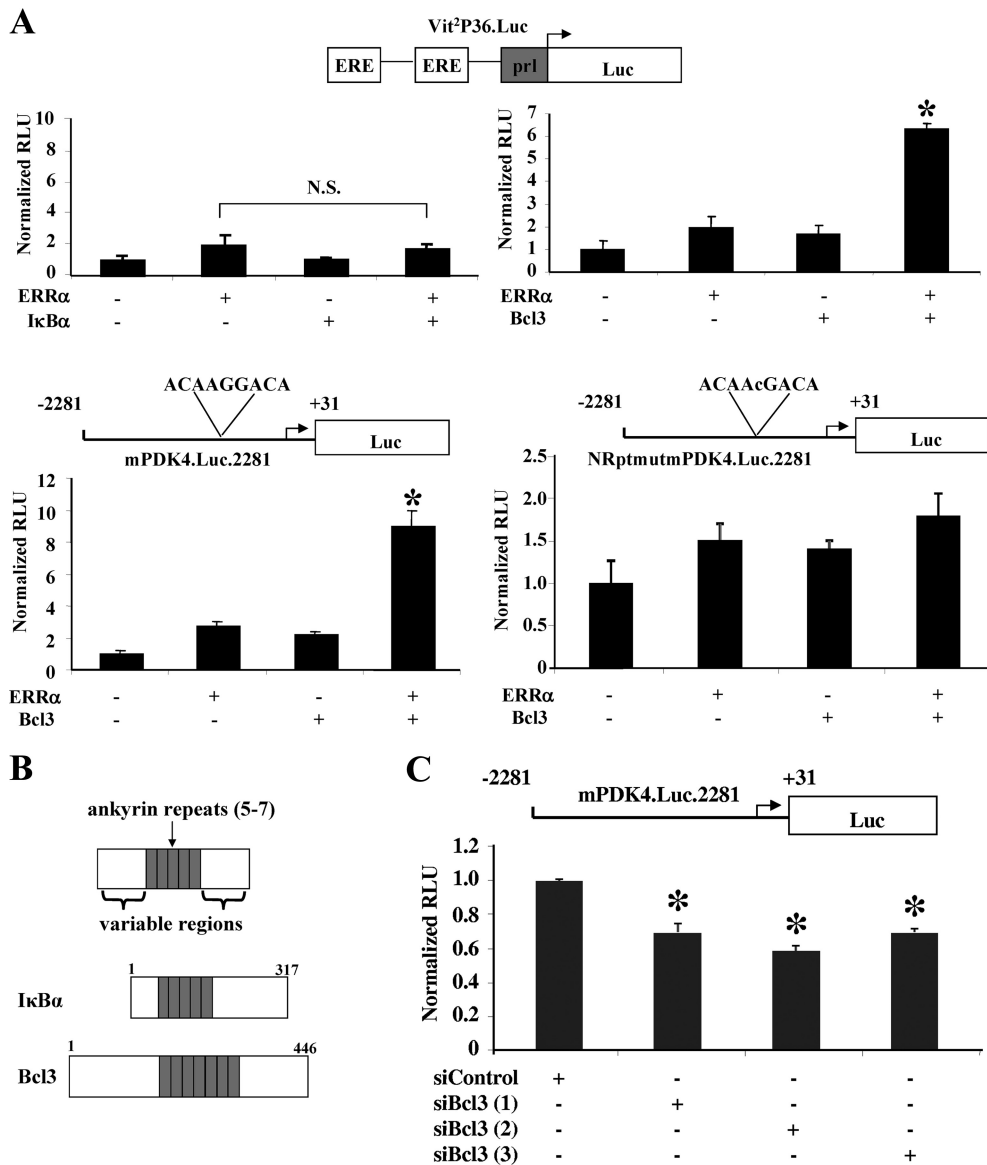 A
Vit²P36.Luc
ERE ERE prl Luc
Normalized RLU
10
8
6
4
2
0
N.S.
ERRα - + - +
IκBα - - + +
Normalized RLU
7
6
5
4
3
2
1
0
*
ERRα - + - +
Bcl3 - - + +
ACAAGGACA
-2281 +31
Luc
mPDK4.Luc.2281
Normalized RLU
12
10
8
6
4
2
0
*
ERRα - + - +
Bcl3 - - + +
ACAAcGACA
-2281 +31
Luc
NRptmutmPDK4.Luc.2281
Normalized RLU
2.5
2.0
1.5
1.0
0.5
0
ERRα - + - +
Bcl3 - - + +
B
ankyrin repeats (5-7)
variable regions
1 317
IκBα
1 446
Bcl3
C
-2281 +31
mPDK4.Luc.2281
Luc
Normalized RLU
1.2
1.0
0.8
0.6
0.4
0.2
0
* * *
siControl + - - -
siBcl3 (1) - + - -
siBcl3 (2) - - + -
siBcl3 (3) - - - +